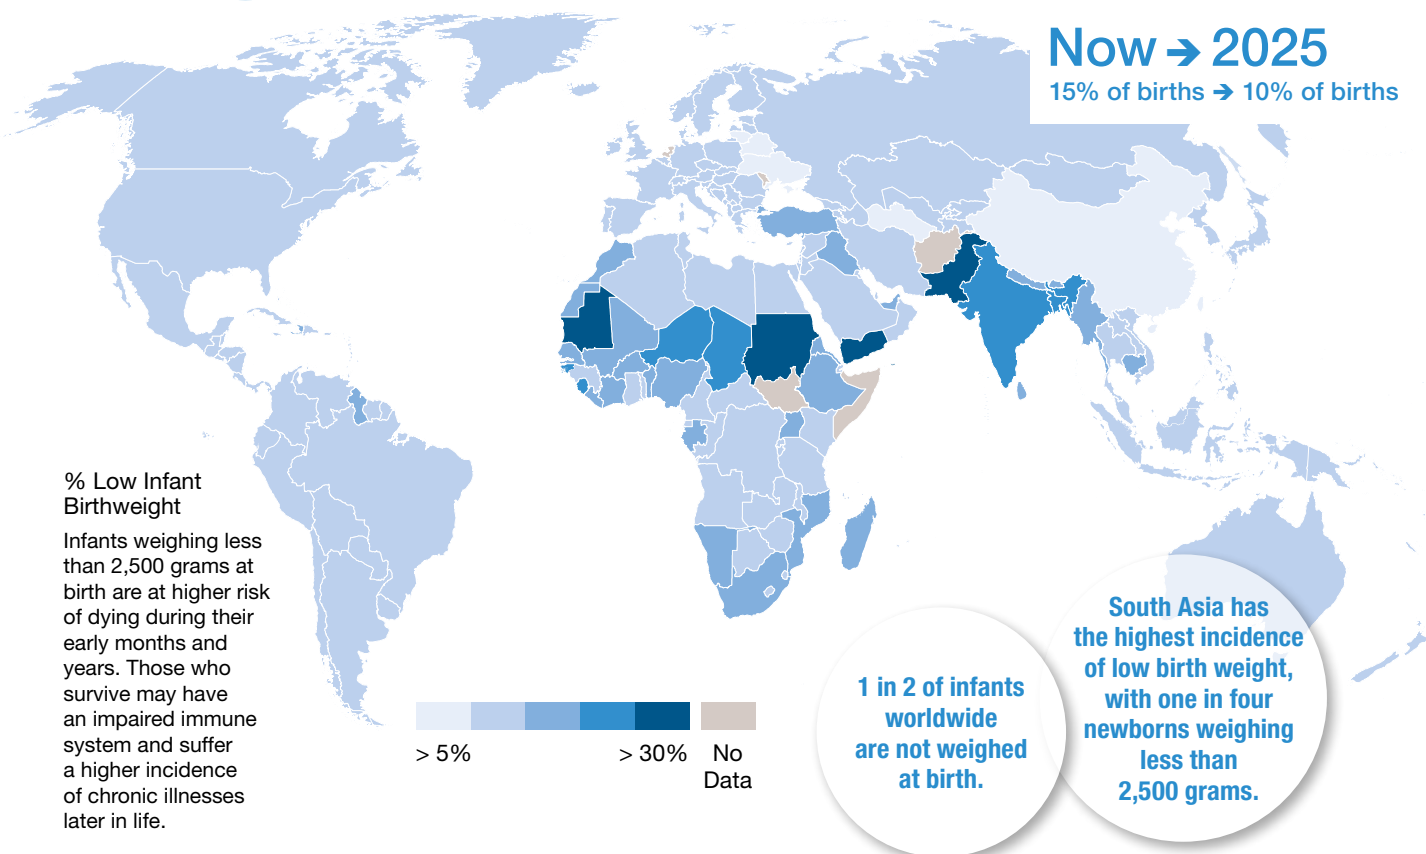 Now ➔ 2025
15% of births ➔ 10% of births
% Low Infant
Birthweight
Infants weighing less
than 2,500 grams at
birth are at higher risk
of dying during their
early months and
years. Those who
survive may have
an impaired immune
system and suffer
a higher incidence
of chronic illnesses
later in life.
> 5%
> 30%
No
Data
1 in 2 of infants
worldwide
are not weighed
at birth.
South Asia has
the highest incidence
of low birth weight,
with one in four
newborns weighing
less than
2,500 grams.